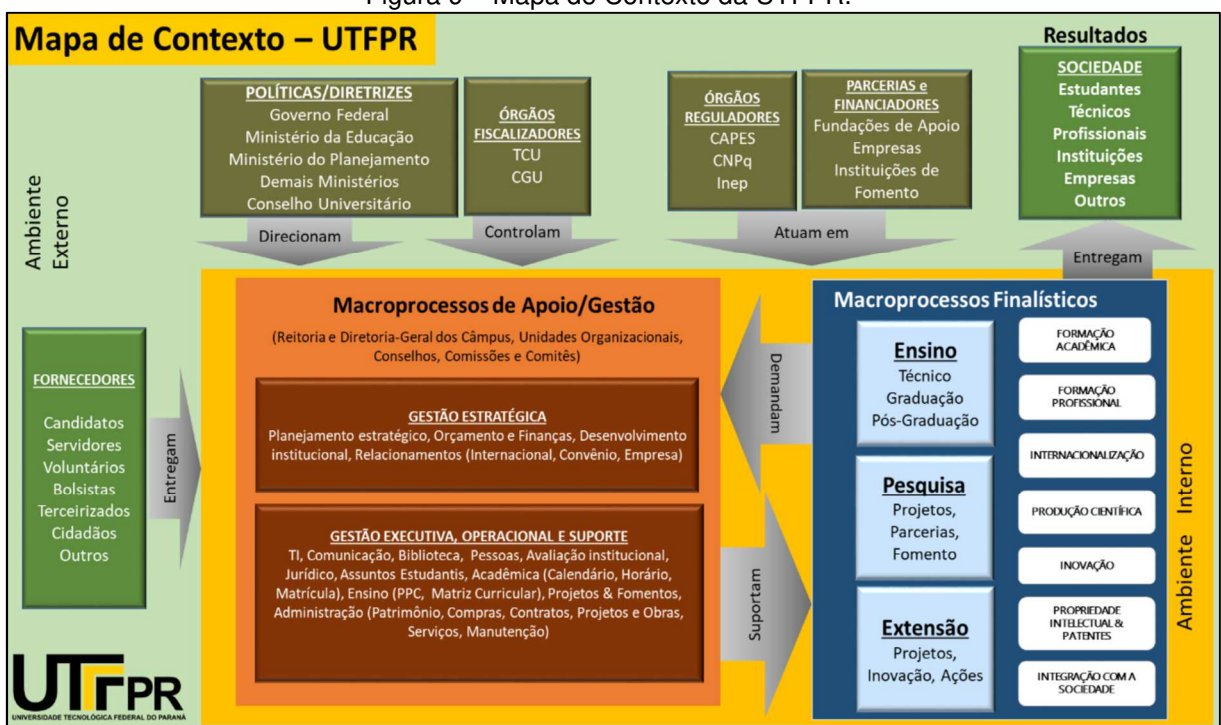 Figura 9 – Mapa de Contexto da UTFPR.
Mapa de Contexto – UTFPR
Resultados
Ambiente
Externo
POLÍTICAS/DIRETRIZES
Governo Federal
Ministério da Educação
Ministério do Planejamento
Demais Ministérios
Conselho Universitário
Direcionam
ÓRGÃOS
FISCALIZADORES
TCU
CGU
Controlam
ÓRGÃOS
REGULADORES
CAPES
CNPq
Inep
PARCERIAS e
FINANCIADORES
Fundações de Apoio
Empresas
Instituições de
Fomento
Atuam em
SOCIEDADE
Estudantes
Técnicos
Profissionais
Instituições
Empresas
Outros
Entregam
FORNECEDORES
Candidatos
Servidores
Voluntários
Bolsistas
Terceirizados
Cidadãos
Outros
Entregam
Macroprocessos de Apoio/Gestão
(Reitoria e Diretoria-Geral dos Câmpus, Unidades Organizacionais,
Conselhos, Comissões e Comitês)
GESTÃO ESTRATÉGICA
Planejamento estratégico, Orçamento e Finanças, Desenvolvimento
institucional, Relacionamentos (Internacional, Convênio, Empresa)
GESTÃO EXECUTIVA, OPERACIONAL E SUPORTE
TI, Comunicação, Biblioteca, Pessoas, Avaliação institucional,
Jurídico, Assuntos Estudantis, Acadêmica (Calendário, Horário,
Matrícula), Ensino (PPC, Matriz Curricular), Projetos & Fomentos,
Administração (Patrimônio, Compras, Contratos, Projetos e Obras,
Serviços, Manutenção)
Demandam
Suportam
Macroprocessos Finalísticos
Ensino
Técnico
Graduação
Pós-Graduação
Pesquisa
Projetos,
Parcerias,
Fomento
Extensão
Projetos,
Inovação, Ações
FORMAÇÃO
ACADÊMICA
FORMAÇÃO
PROFISSIONAL
INTERNACIONALIZAÇÃO
PRODUÇÃO CIENTÍFICA
INOVAÇÃO
PROPRIEDADE
INTELECTUAL &
PATENTES
INTEGRAÇÃO COM A
SOCIEDADE
Ambiente Interno
UTFPR
UNIVERSIDADE TECNOLÓGICA FEDERAL DO PARANÁ